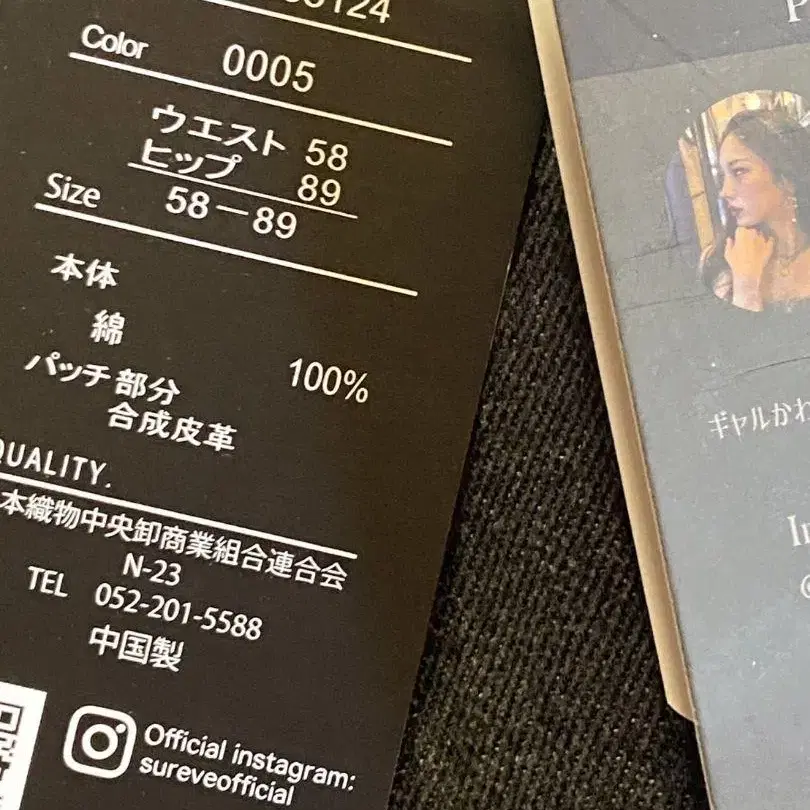 Color 0005
ウエスト 58
ヒップ 89
Size 58-89
本体
綿 100%
パッチ部分
合成皮革
QUALITY.
本織物中央卸商業組合連合会
N-23
TEL 052-201-5588
中国製
Official instagram:
sureveofficial
ギャルかわ